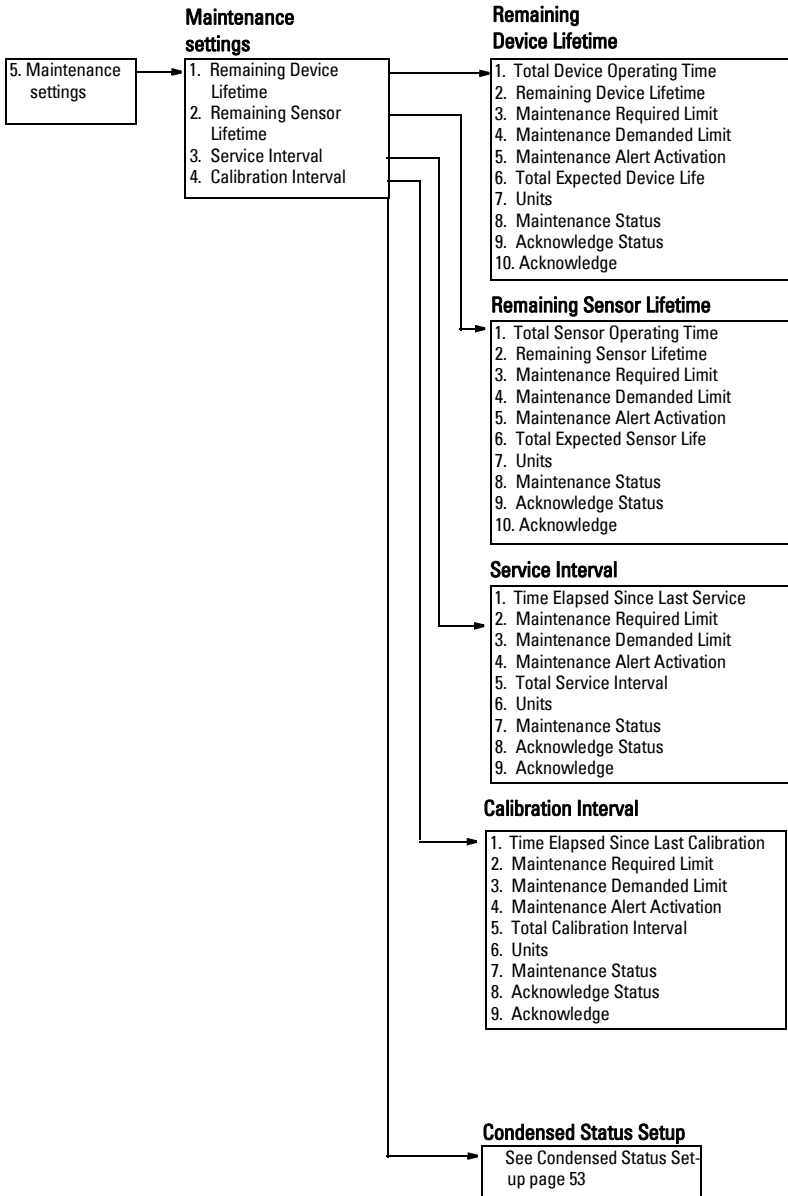 5. Maintenance
settings
Maintenance
settings
1. Remaining Device
Lifetime
2. Remaining Sensor
Lifetime
3. Service Interval
4. Calibration Interval
Remaining
Device Lifetime
1. Total Device Operating Time
2. Remaining Device Lifetime
3. Maintenance Required Limit
4. Maintenance Demanded Limit
5. Maintenance Alert Activation
6. Total Expected Device Life
7. Units
8. Maintenance Status
9. Acknowledge Status
10. Acknowledge
Remaining Sensor Lifetime
1. Total Sensor Operating Time
2. Remaining Sensor Lifetime
3. Maintenance Required Limit
4. Maintenance Demanded Limit
5. Maintenance Alert Activation
6. Total Expected Sensor Life
7. Units
8. Maintenance Status
9. Acknowledge Status
10. Acknowledge
Service Interval
1. Time Elapsed Since Last Service
2. Maintenance Required Limit
3. Maintenance Demanded Limit
4. Maintenance Alert Activation
5. Total Service Interval
6. Units
7. Maintenance Status
8. Acknowledge Status
9. Acknowledge
Calibration Interval
1. Time Elapsed Since Last Calibration
2. Maintenance Required Limit
3. Maintenance Demanded Limit
4. Maintenance Alert Activation
5. Total Calibration Interval
6. Units
7. Maintenance Status
8. Acknowledge Status
9. Acknowledge
Condensed Status Setup
See Condensed Status Set-
up page 53